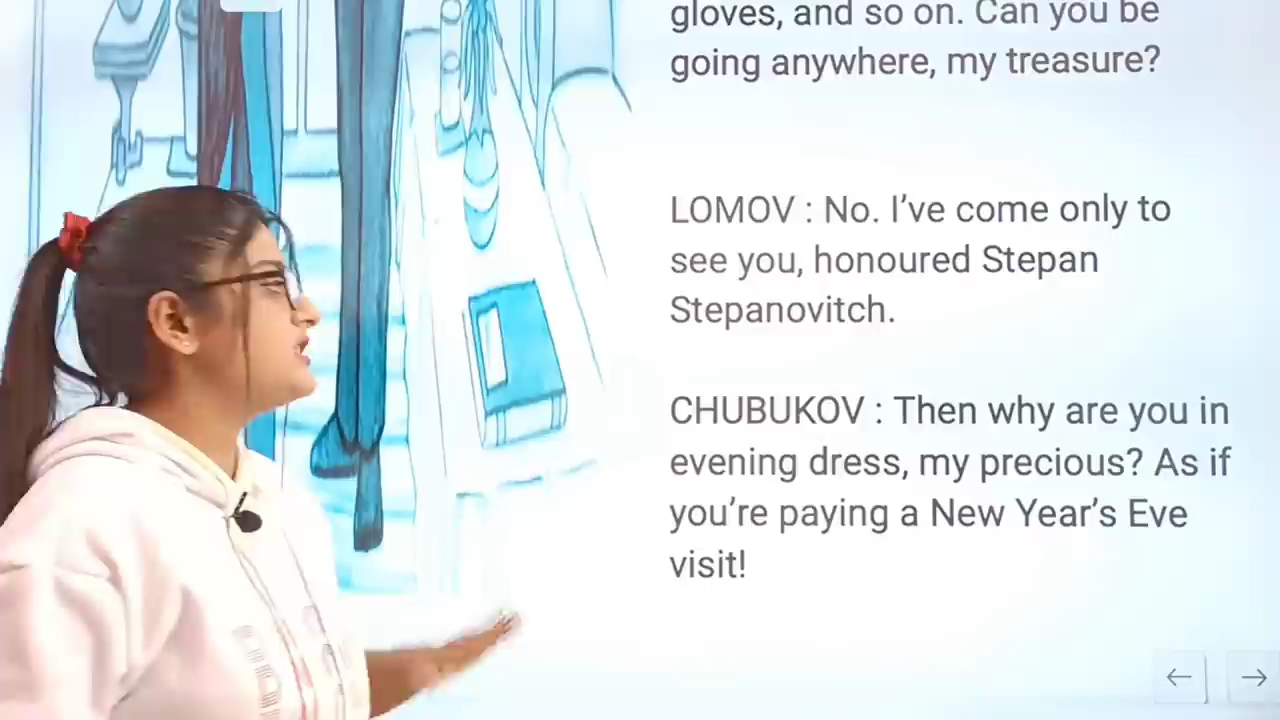 gloves, and so on. Can you be
going anywhere, my treasure?
LOMOV : No. I’ve come only to
see you, honoured Stepan
Stepanovitch.
CHUBUKOV : Then why are you in
evening dress, my precious? As if
you’re paying a New Year’s Eve
visit!